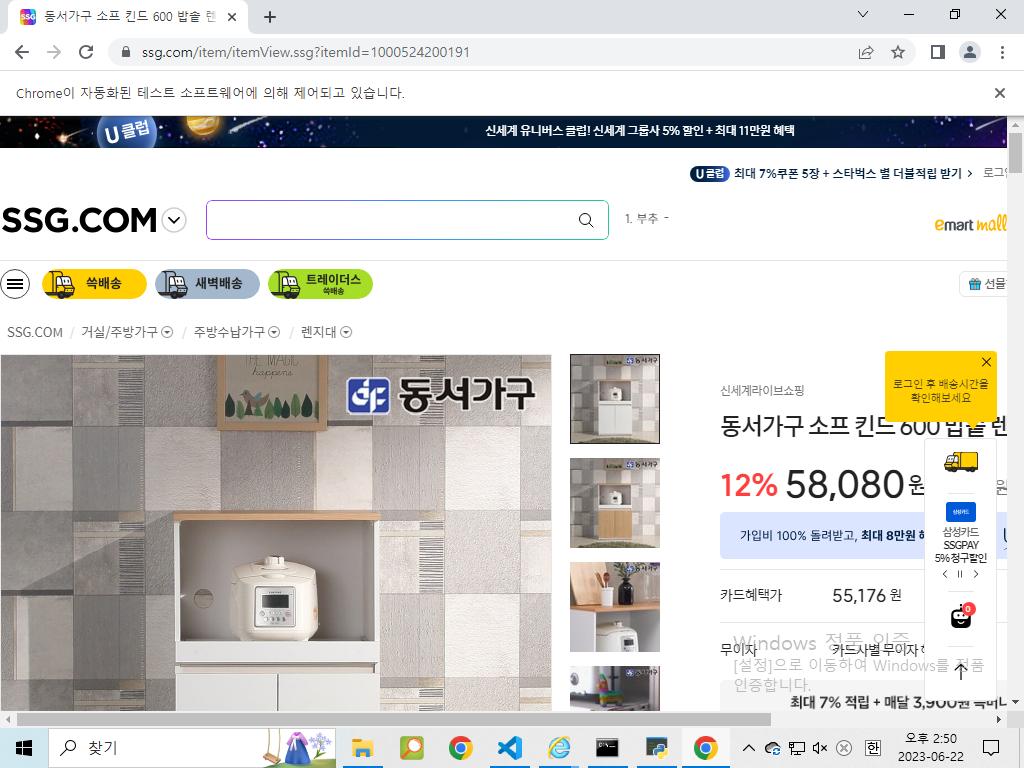 동서가구 소프 킨드 600 밥솥 렌
ssg.com/item/itemView.ssg?itemId=1000524200191
Chrome이 자동화된 테스트 소프트웨어에 의해 제어되고 있습니다.
U클럽
신세계 유니버스 클럽! 신세계 그룹사 5% 할인 + 최대 11만원 혜택
U클럽 최대 7%쿠폰 5장 + 스타벅스 별 더블적립 받기
SSG.COM
1. 부추 -
emart mall
쓱배송
새벽배송
트레이더스
쓱배송
선물
SSG.COM / 거실/주방가구 / 주방수납가구 / 렌지대
MAGIC
happens
동서가구
신세계라이브쇼핑
로그인 후 배송시간을
확인해보세요
동서가구 소프 킨드 600 밥솥 렌
12% 58,080원
원
가입비 100% 돌려받고, 최대 8만원
삼성카드
삼성카드
SSGPAY
5% 청구할인
카드혜택가 55,176 원
0
무이자 카드사별 무이자
Windows 정품 인증
[설정]으로 이동하여 Windows를 정품
인증합니다.
최대 7% 적립 + 매달 3,900원
찾기
오후 2:50
2023-06-22
한